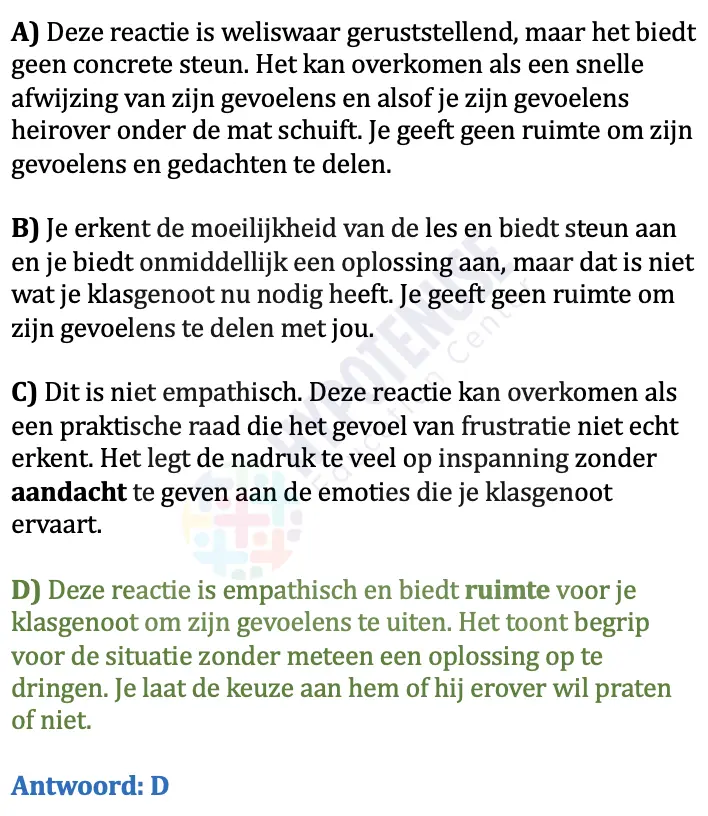 A) Deze reactie is weliswaar geruststellend, maar het biedt
geen concrete steun. Het kan overkomen als een snelle
afwijzing van zijn gevoelens en alsof je zijn gevoelens
heirover onder de mat schuift. Je geeft geen ruimte om zijn
gevoelens en gedachten te delen.
B) Je erkent de moeilijkheid van de les en biedt steun aan
en je biedt onmiddellijk een oplossing aan, maar dat is niet
wat je klasgenoot nu nodig heeft. Je geeft geen ruimte om
zijn gevoelens te delen met jou.
C) Dit is niet empathisch. Deze reactie kan overkomen als
een praktische raad die het gevoel van frustratie niet echt
erkent. Het legt de nadruk te veel op inspanning zonder
aandacht te geven aan de emoties die je klasgenoot
ervaart.
D) Deze reactie is empathisch en biedt ruimte voor je
klasgenoot om zijn gevoelens te uiten. Het toont begrip
voor de situatie zonder meteen een oplossing op te
dringen. Je laat de keuze aan hem of hij erover wil praten
of niet.
Antwoord: D
HYPOTENUSE
Education Center